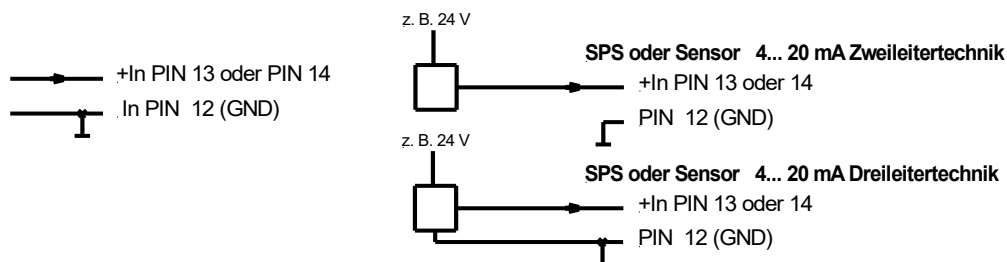 +In PIN 13 oder PIN 14
In PIN 12 (GND)
z. B. 24 V
SPS oder Sensor 4... 20 mA Zweileitertechnik
+In PIN 13 oder 14
PIN 12 (GND)
z. B. 24 V
SPS oder Sensor 4... 20 mA Dreileitertechnik
+In PIN 13 oder 14
PIN 12 (GND)